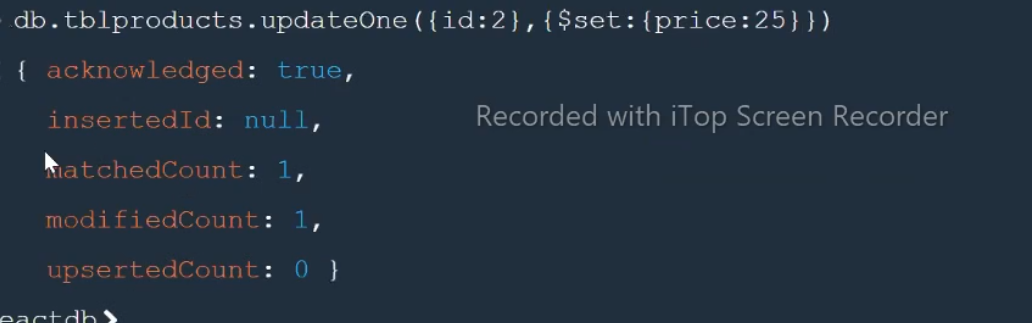 db.tblproducts.updateOne({id:2},{$set:{price:25}})
{ acknowledged: true,
insertedId: null,
Recorded with iTop Screen Recorder
matchedCount: 1,
modifiedCount: 1,
upsertedCount: 0 }
eactdb>